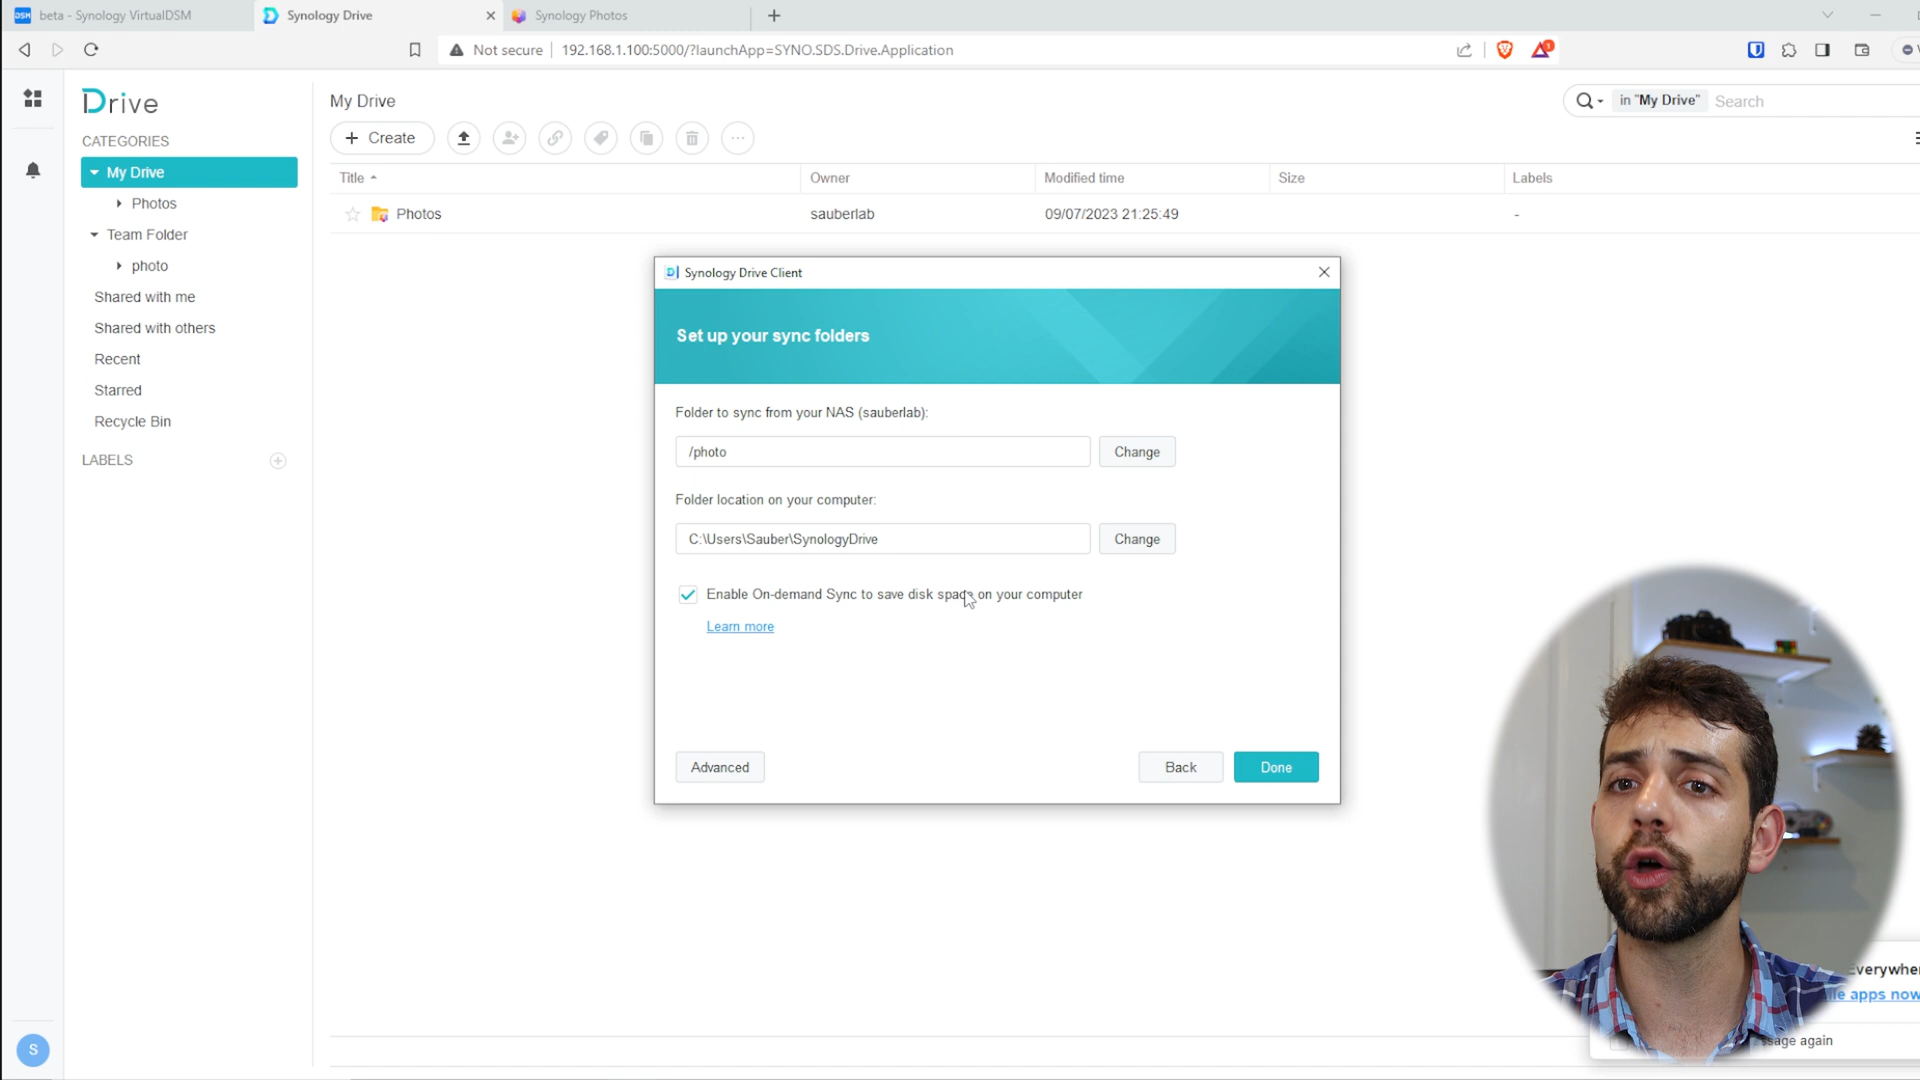 beta - Synology VirtualDSM
Synology Drive
Synology Photos
Not secure
192.168.1.100:5000/?launchApp=SYNO.SDS.Drive.Application
Drive
CATEGORIES
My Drive
Photos
Team Folder
photo
Shared with me
Shared with others
Recent
Starred
Recycle Bin
LABELS
S
My Drive
in "My Drive"
Search
Create
Title
Owner
Modified time
Size
Labels
Photos
sauberlab
09/07/2023 21:25:49
-
Synology Drive Client
Set up your sync folders
Folder to sync from your NAS (sauberlab):
/photo
Change
Folder location on your computer:
C:\Users\Sauber\SynologyDrive
Change
Enable On-demand Sync to save disk space on your computer
Learn more
Advanced
Back
Done
apps now
again